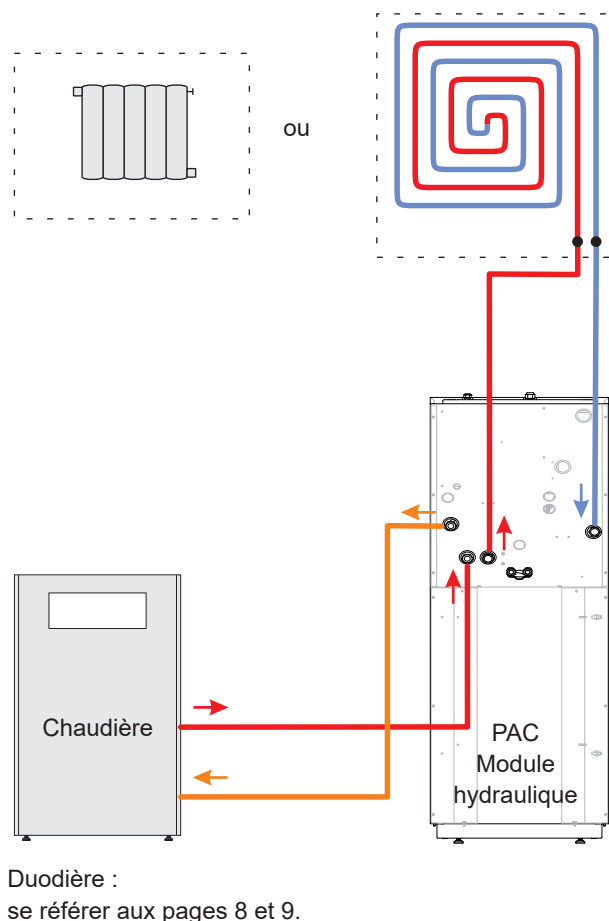 ou
Chaudière
PAC
Module
hydraulique
Duodière :
se référer aux pages 8 et 9.